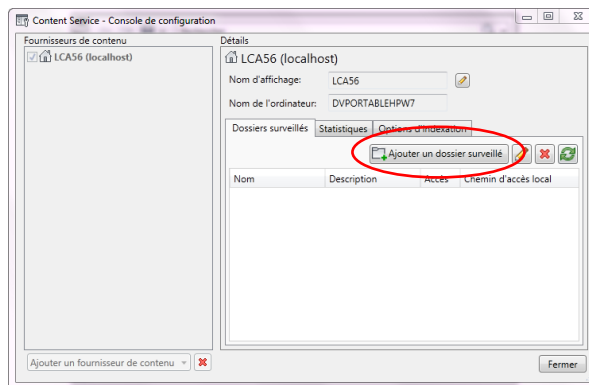 Content Service - Console de configuration
Fournisseurs de contenu
LCA56 (localhost)
Détails
LCA56 (localhost)
Nom d'affichage: LCA56
Nom de l'ordinateur: DVPORTABLEHPW7
Dossiers surveillés Statistiques Options d'indexation
Ajouter un dossier surveillé
Nom Description Accès Chemin d'accès local
Ajouter un fournisseur de contenu
Fermer